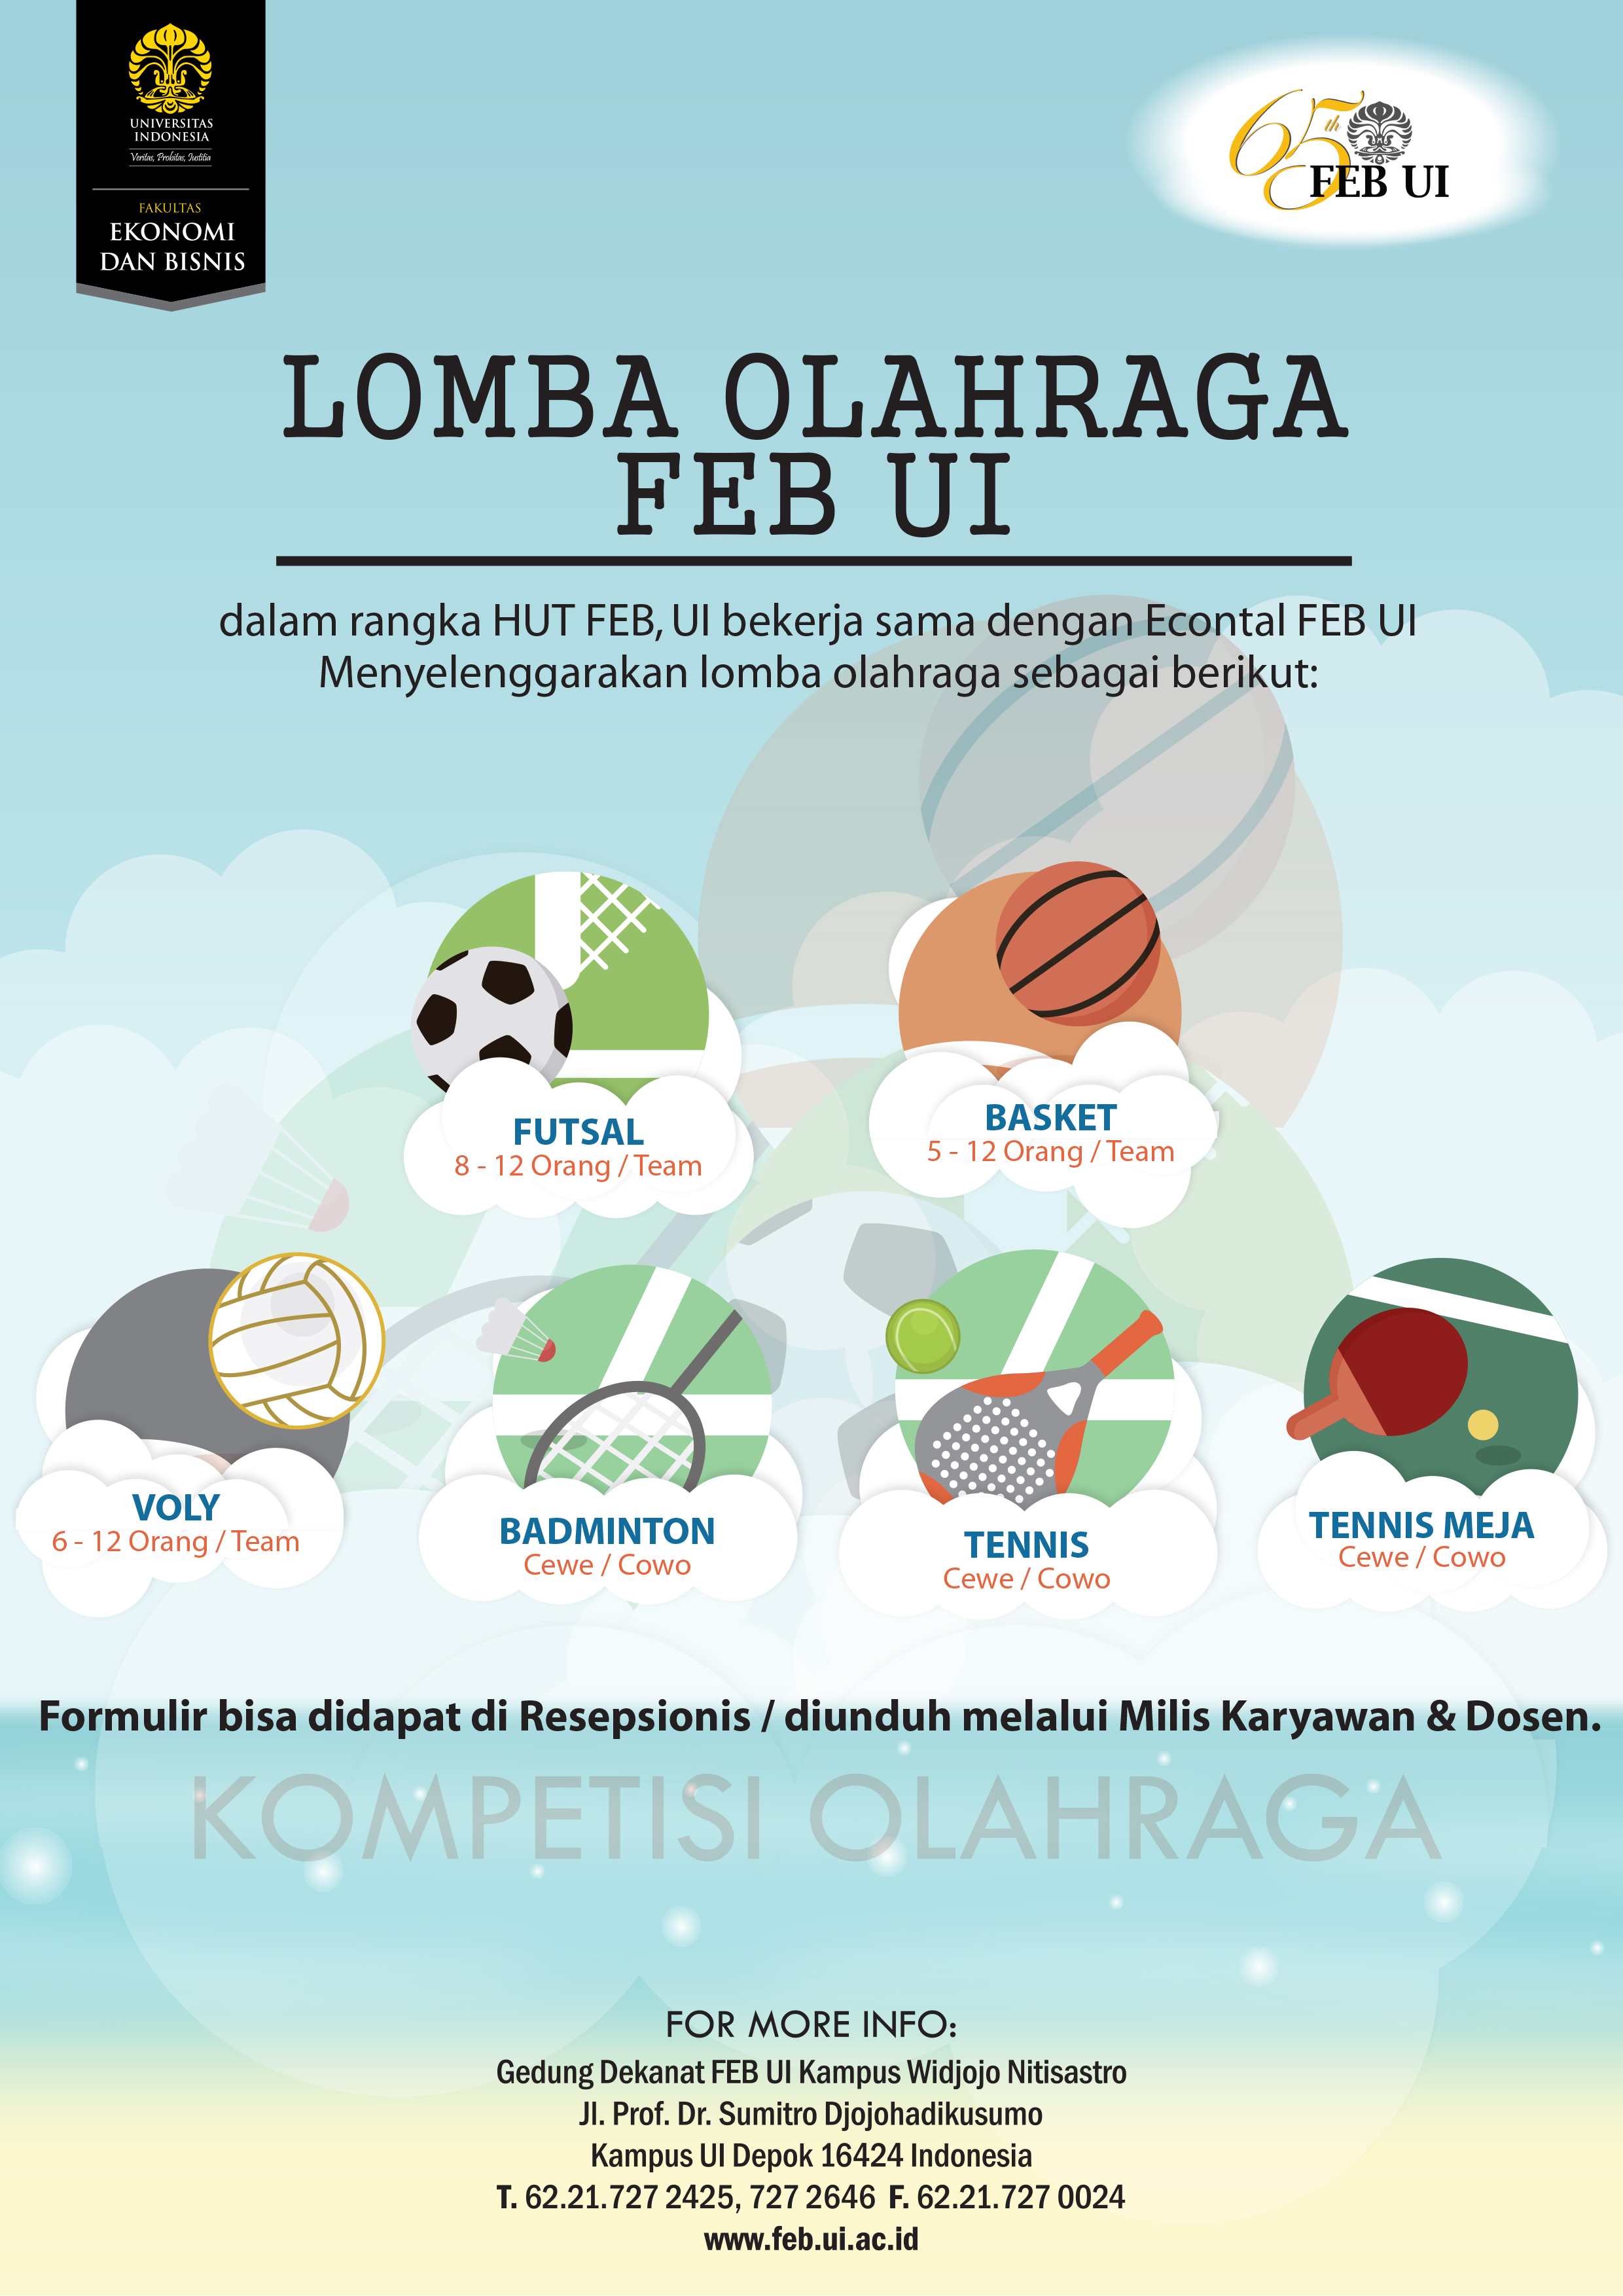 UNIVERSITAS
INDONESIA
Veritas, Probitas, Justitia
FAKULTAS
EKONOMI
DAN BISNIS
65th
FEB UI
LOMBA OLAHRAGA
FEB UI
dalam rangka HUT FEB, UI bekerja sama dengan Econtal FEB UI
Menyelenggarakan lomba olahraga sebagai berikut:
FUTSAL
8 - 12 Orang / Team
BASKET
5 - 12 Orang / Team
VOLY
6 - 12 Orang / Team
BADMINTON
Cewe / Cowo
TENNIS
Cewe / Cowo
TENNIS MEJA
Cewe / Cowo
Formulir bisa didapat di Resepsionis / diunduh melalui Milis Karyawan & Dosen.
KOMPETISI OLAHRAGA
FOR MORE INFO:
Gedung Dekanat FEB UI Kampus Widjojo Nitisastro
Jl. Prof. Dr. Sumitro Djojohadikusumo
Kampus UI Depok 16424 Indonesia
T. 62.21.727 2425, 727 2646 F. 62.21.727 0024
www.feb.ui.ac.id